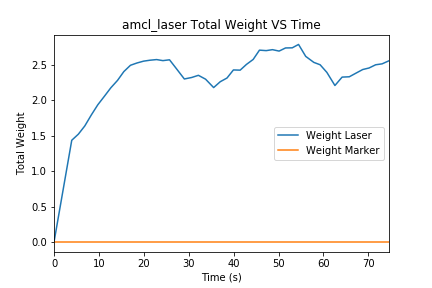 amcl_laser Total Weight VS Time
Total Weight
2.5
2.0
1.5
1.0
0.5
0.0
Weight Laser
Weight Marker
0 10 20 30 40 50 60 70
Time (s)